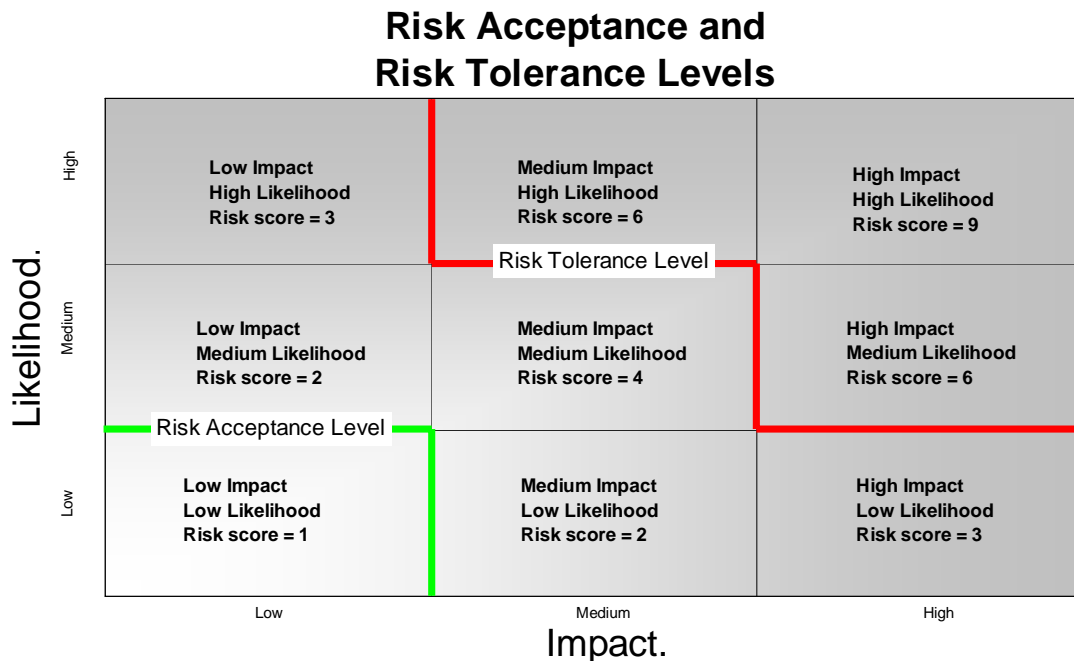 Risk Acceptance and
Risk Tolerance Levels
High
Low Impact
High Likelihood
Risk score = 3
Medium Impact
High Likelihood
Risk score = 6
High Impact
High Likelihood
Risk score = 9
Risk Tolerance Level
Likelihood.
Medium
Low Impact
Medium Likelihood
Risk score = 2
Medium Impact
Medium Likelihood
Risk score = 4
High Impact
Medium Likelihood
Risk score = 6
Risk Acceptance Level
Low
Low Impact
Low Likelihood
Risk score = 1
Medium Impact
Low Likelihood
Risk score = 2
High Impact
Low Likelihood
Risk score = 3
Low
Medium
High
Impact.